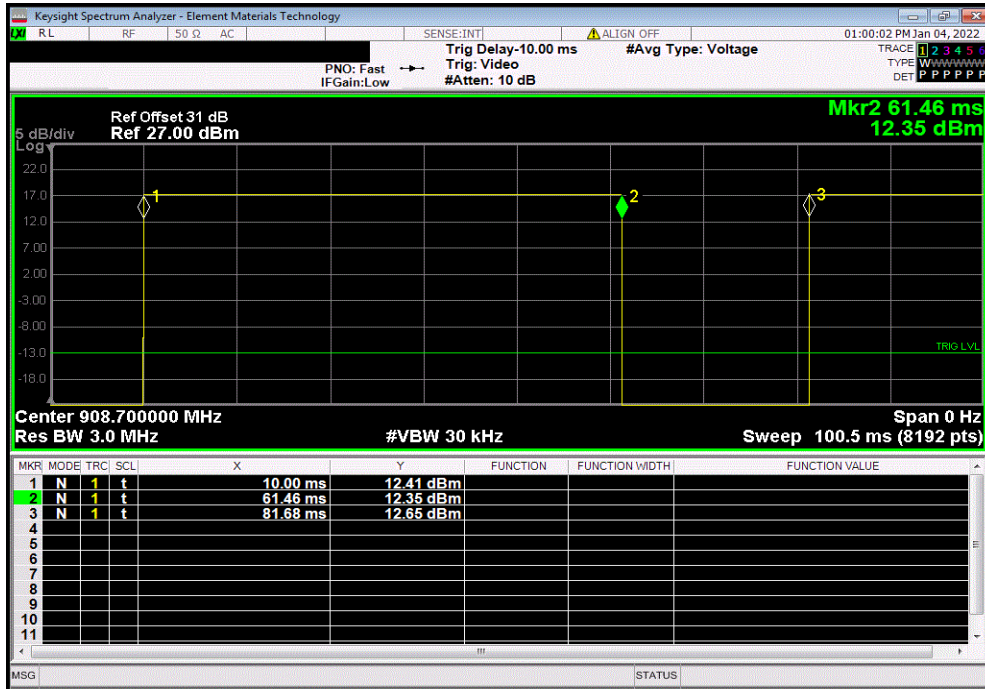 Keysight Spectrum Analyzer - Element Materials Technology
LXI RL RF 50 Ω AC SENSE:INT ALIGN OFF 01:00:02 PM Jan 04, 2022
Trig Delay-10.00 ms #Avg Type: Voltage TRACE 1 2 3 4 5 6
PNO: Fast Trig: Video TYPE WWWWWW
IFGain:Low #Atten: 10 dB DET P P P P P P
Mkr2 61.46 ms
12.35 dBm
Ref Offset 31 dB
5 dB/div Ref 27.00 dBm
Log
22.0
17.0
1 2 3
12.0
7.00
2.00
-3.00
-8.00
-13.0 TRIG LVL
-18.0
Center 908.700000 MHz Span 0 Hz
Res BW 3.0 MHz #VBW 30 kHz Sweep 100.5 ms (8192 pts)
MKR MODE TRC SCL X Y FUNCTION FUNCTION WIDTH FUNCTION VALUE
1 N 1 t 10.00 ms 12.41 dBm
2 N 1 t 61.46 ms 12.35 dBm
3 N 1 t 81.68 ms 12.65 dBm
4
5
6
7
8
9
10
11
MSG STATUS